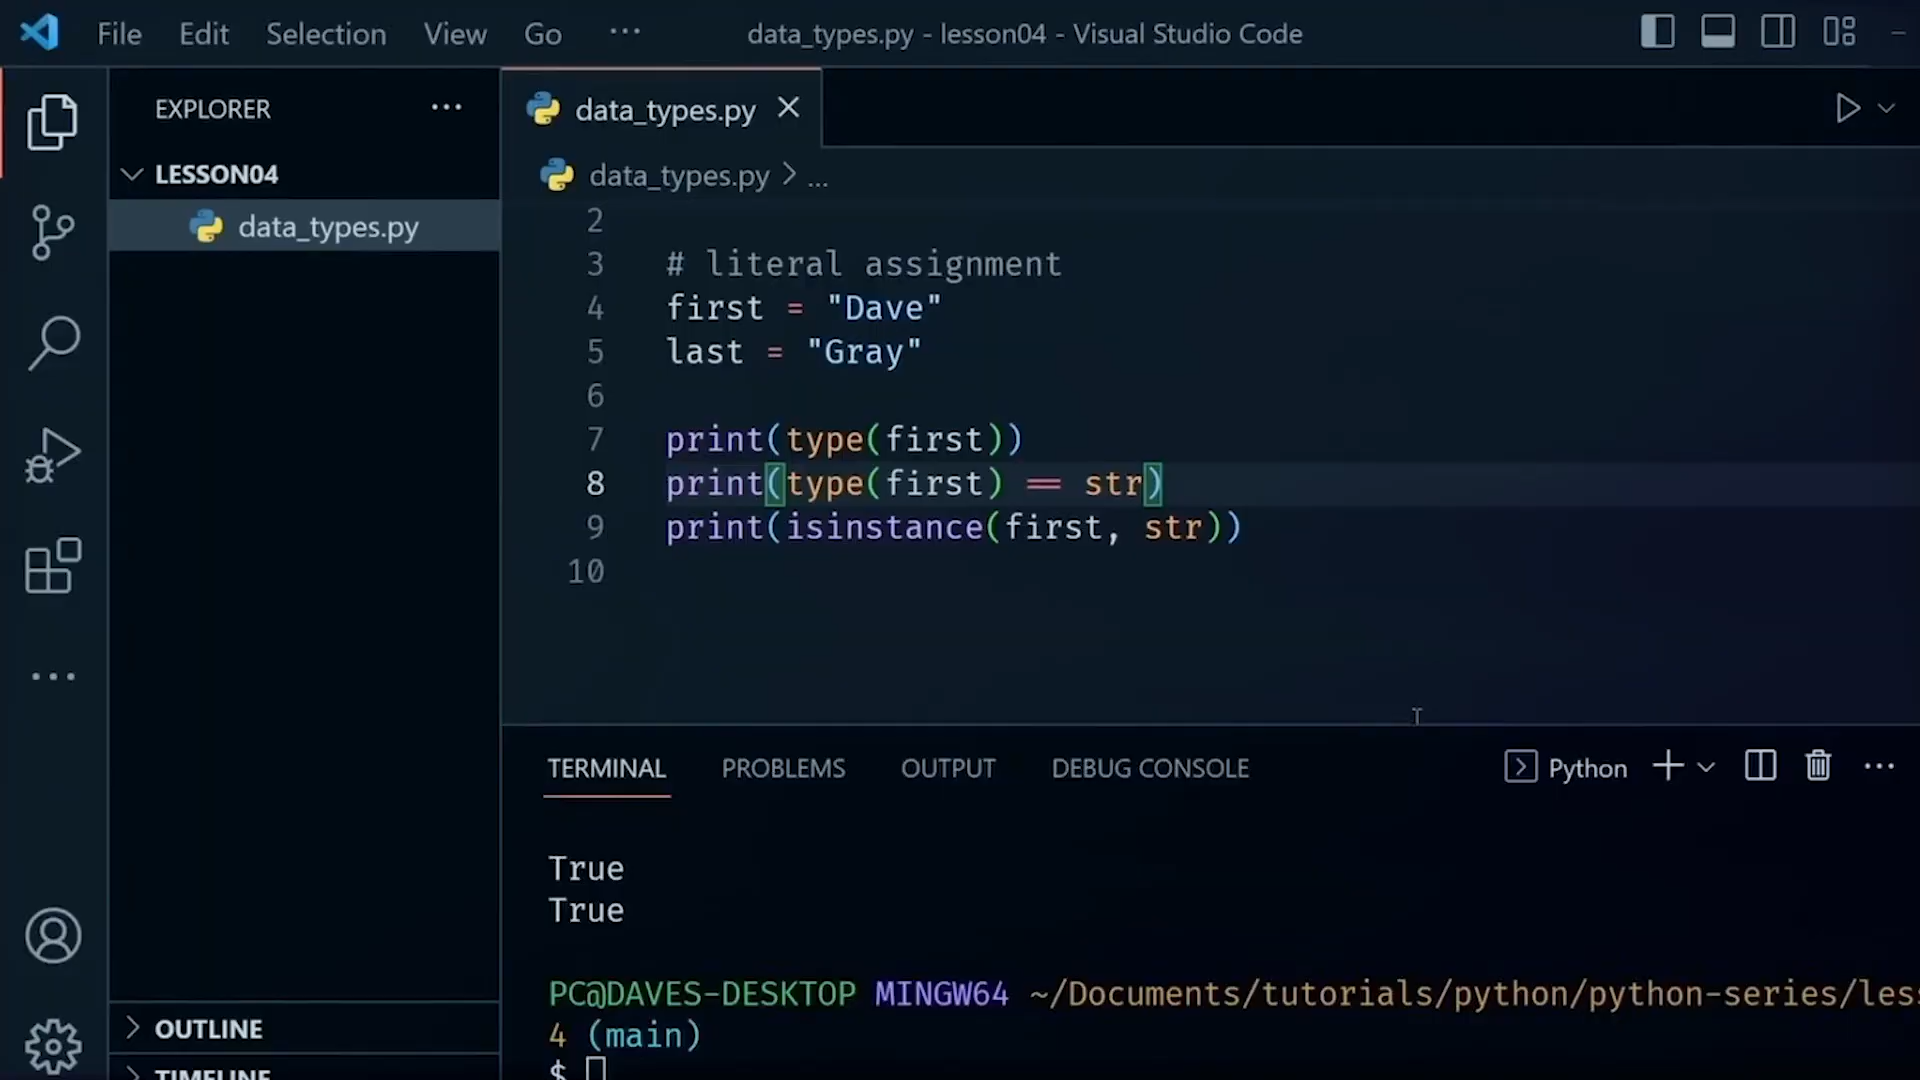 File Edit Selection View Go ··· data_types.py - lesson04 - Visual Studio Code
EXPLORER ···
LESSON04
data_types.py
data_types.py
data_types.py > ...
2
3 # literal assignment
4 first = "Dave"
5 last = "Gray"
6
7 print(type(first))
8 print(type(first) == str)
9 print(isinstance(first, str))
10
TERMINAL PROBLEMS OUTPUT DEBUG CONSOLE Python
True
True
PC@DAVES-DESKTOP MINGW64 ~/Documents/tutorials/python/python-series/les
4 (main)
$
OUTLINE
TIMELINE